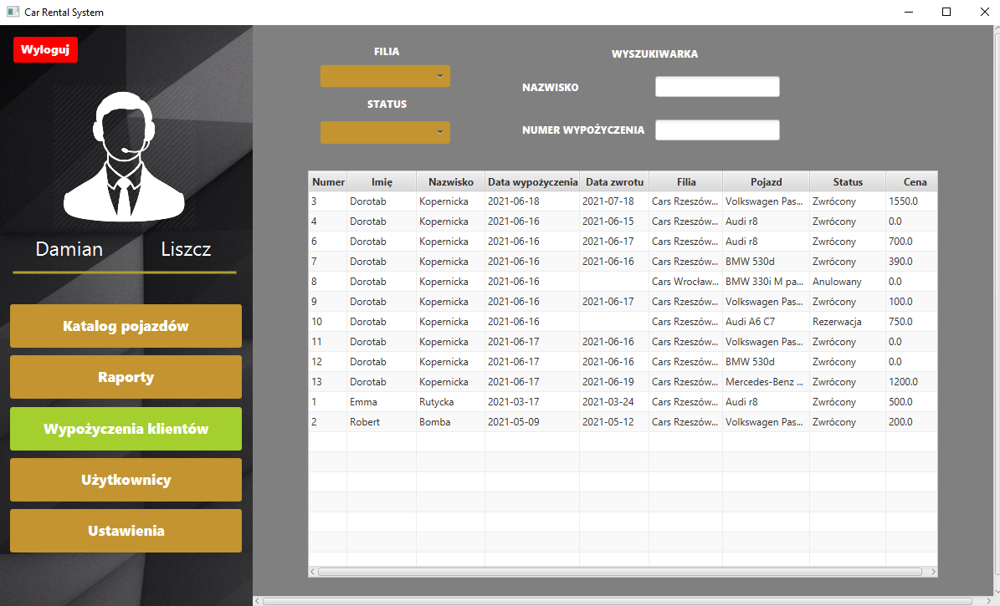 Car Rental System
Wyloguj
Damian Liszcz
Katalog pojazdów
Raporty
Wypożyczenia klientów
Użytkownicy
Ustawienia
FILIA
STATUS
WYSZUKIWARKA
NAZWISKO
NUMER WYPOŻYCZENIA
Numer Imię Nazwisko Data wypożyczenia Data zwrotu Filia Pojazd Status Cena
3 Dorotab Kopernicka 2021-06-18 2021-07-18 Cars Rzeszów... Volkswagen Pas... Zwrócony 1550.0
4 Dorotab Kopernicka 2021-06-16 2021-06-15 Cars Rzeszów... Audi r8 Zwrócony 0.0
6 Dorotab Kopernicka 2021-06-16 2021-06-17 Cars Rzeszów... Audi r8 Zwrócony 700.0
7 Dorotab Kopernicka 2021-06-16 2021-06-16 Cars Rzeszów... BMW 530d Zwrócony 390.0
8 Dorotab Kopernicka 2021-06-16 Cars Wrocław... BMW 330i M pa... Anulowany 0.0
9 Dorotab Kopernicka 2021-06-16 2021-06-17 Cars Rzeszów... Volkswagen Pas... Zwrócony 100.0
10 Dorotab Kopernicka 2021-06-16 Cars Rzeszów... Audi A6 C7 Rezerwacja 750.0
11 Dorotab Kopernicka 2021-06-17 2021-06-16 Cars Rzeszów... Volkswagen Pas... Zwrócony 0.0
12 Dorotab Kopernicka 2021-06-17 2021-06-16 Cars Rzeszów... BMW 530d Zwrócony 0.0
13 Dorotab Kopernicka 2021-06-17 2021-06-19 Cars Rzeszów... Mercedes-Benz ... Zwrócony 1200.0
1 Emma Rutycka 2021-03-17 2021-03-24 Cars Rzeszów... Audi r8 Zwrócony 500.0
2 Robert Bomba 2021-05-09 2021-05-12 Cars Rzeszów... Volkswagen Pas... Zwrócony 200.0